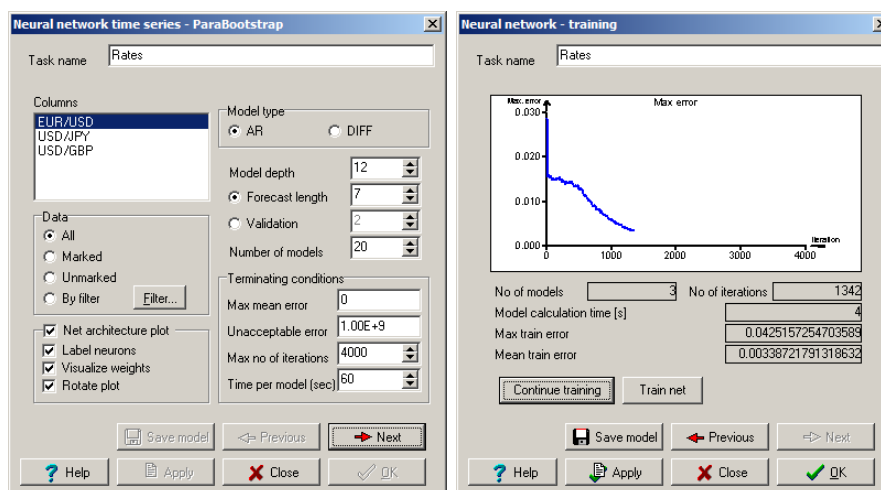 Neural network time series - ParaBootstrap
Task name Rates
Columns
EUR/USD
USD/JPY
USD/GBP
Model type
AR DIFF
Model depth 12
Forecast length 7
Validation 2
Number of models 20
Data
All
Marked
Unmarked
By filter Filter...
Terminating conditions
Max mean error 0
Unacceptable error 1.00E+9
Max no of iterations 4000
Time per model (sec) 60
Net architecture plot
Label neurons
Visualize weights
Rotate plot
Save model Previous Next
Help Apply Close OK
Neural network - training
Task name Rates
Max. error
Max error
0.030
0.020
0.010
0.000
0 1000 2000 3000 4000
Iteration
No of models 3 No of iterations 1342
Model calculation time [s] 4
Max train error 0.0425157254703589
Mean train error 0.00338721791318632
Continue training Train net
Save model Previous Next
Help Apply Close OK